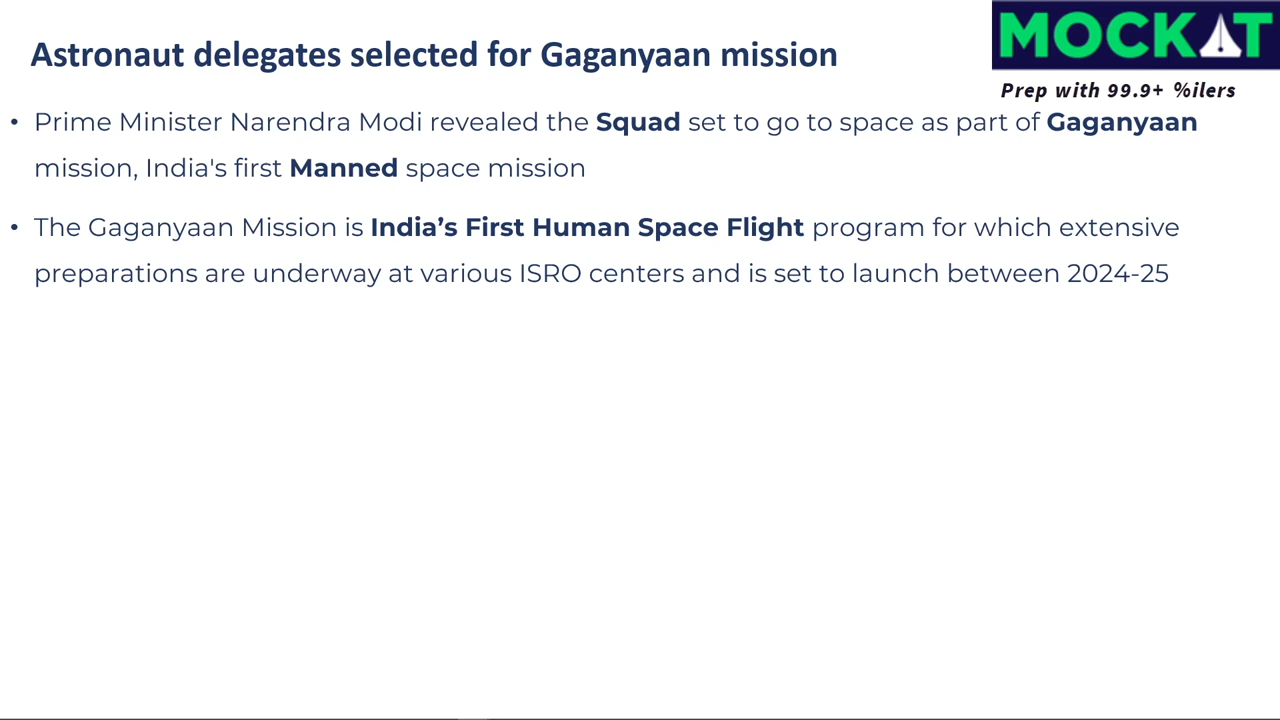 Astronaut delegates selected for Gaganyaan mission
MOCKAT
Prep with 99.9+ %ilers
• Prime Minister Narendra Modi revealed the Squad set to go to space as part of Gaganyaan
mission, India's first Manned space mission
• The Gaganyaan Mission is India’s First Human Space Flight program for which extensive
preparations are underway at various ISRO centers and is set to launch between 2024-25